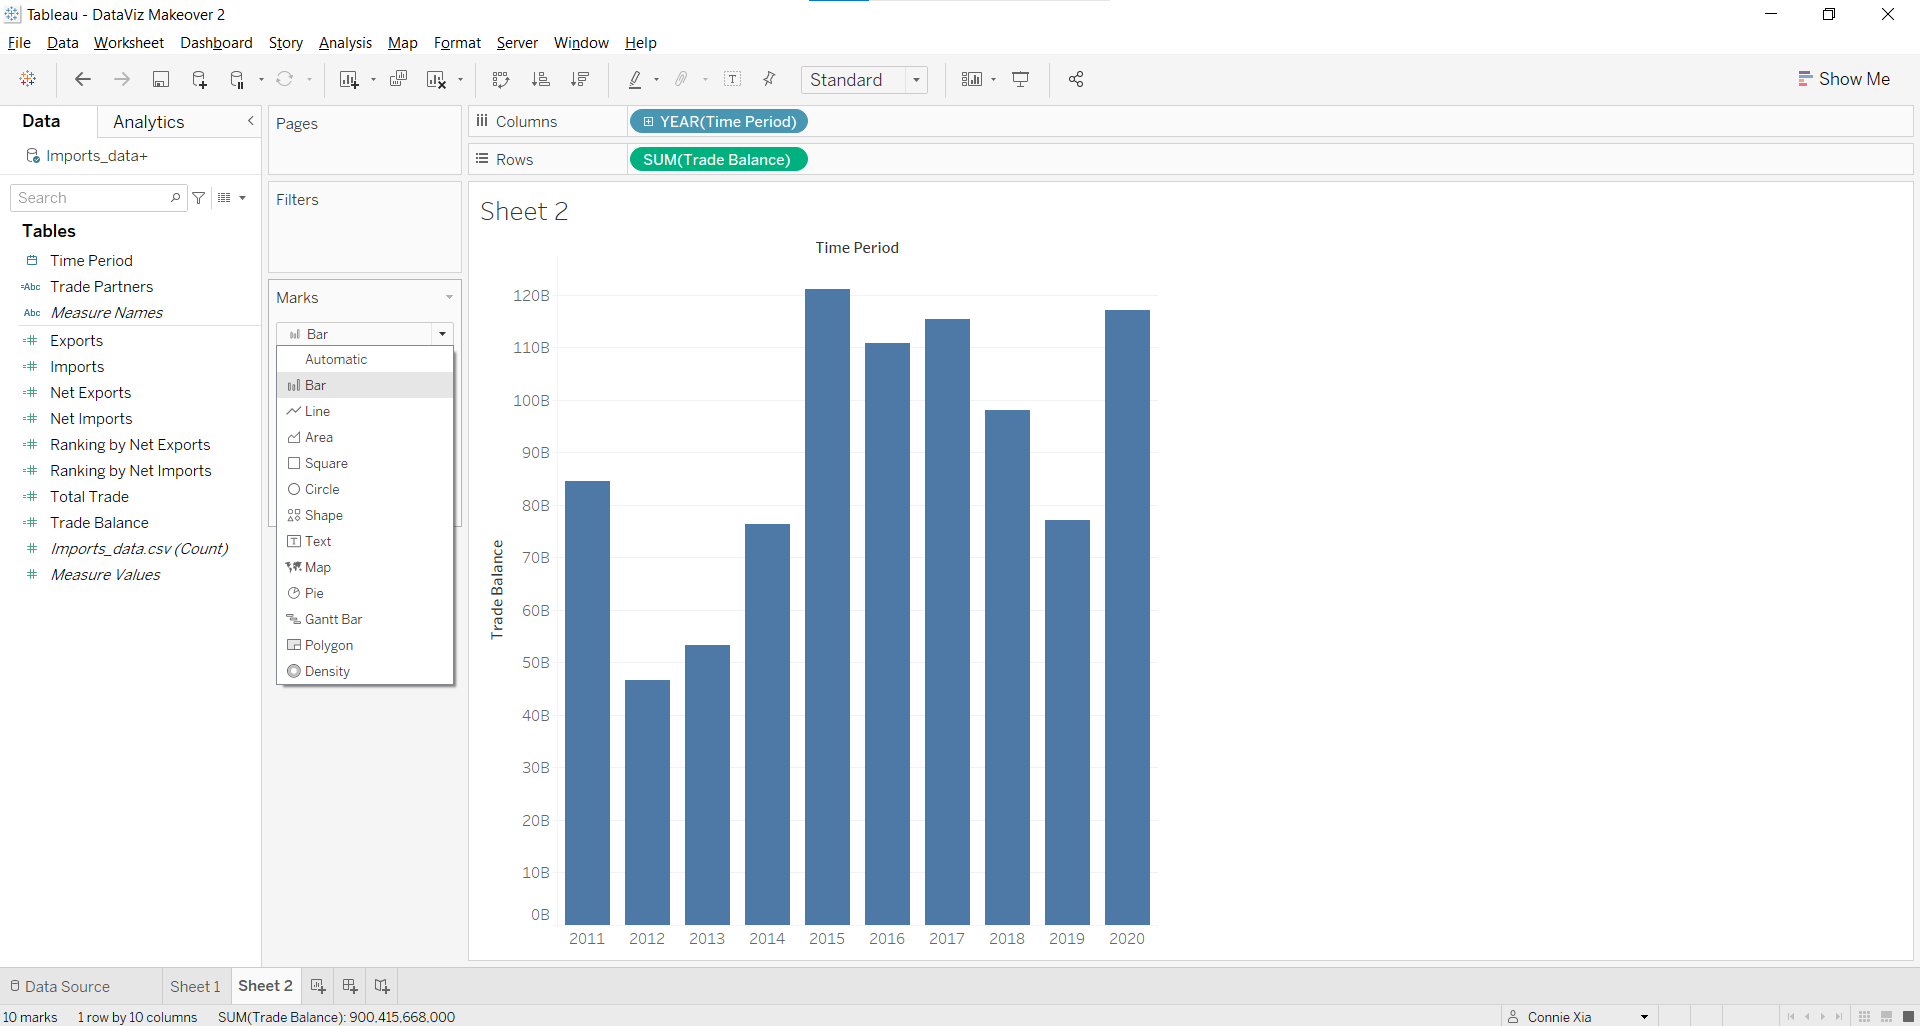 Tableau - DataViz Makeover 2
File Data Worksheet Dashboard Story Analysis Map Format Server Window Help
Standard
Show Me
Data Analytics
Imports_data+
Search
Tables
Time Period
Abc Trade Partners
Abc Measure Names
Exports
Imports
Net Exports
Net Imports
Ranking by Net Exports
Ranking by Net Imports
Total Trade
Trade Balance
Imports_data.csv (Count)
Measure Values
Pages
Filters
Marks
Bar
Automatic
Bar
Line
Area
Square
Circle
Shape
Text
Map
Pie
Gantt Bar
Polygon
Density
Columns YEAR(Time Period)
Rows SUM(Trade Balance)
Sheet 2
Time Period
Trade Balance
120B
110B
100B
90B
80B
70B
60B
50B
40B
30B
20B
10B
0B
2011 2012 2013 2014 2015 2016 2017 2018 2019 2020
Data Source Sheet 1 Sheet 2
10 marks 1 row by 10 columns SUM(Trade Balance): 900,415,668,000 Connie Xia